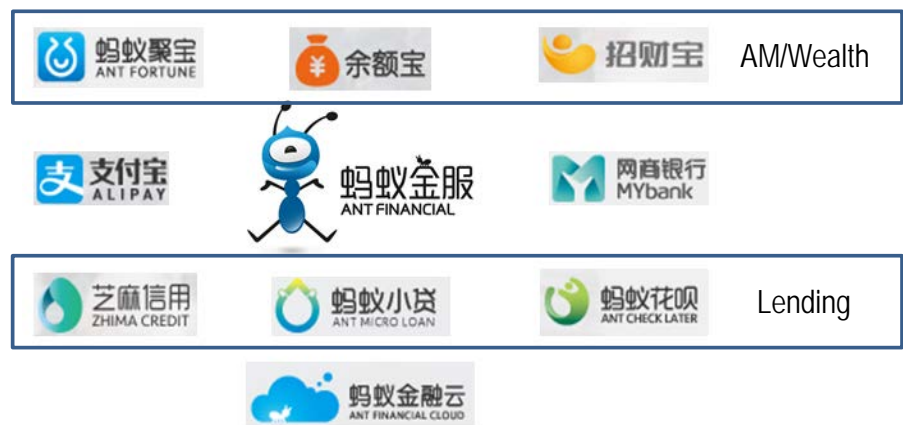 蚂蚁聚宝
ANT FORTUNE
¥
余额宝
招财宝
AM/Wealth
支
支付宝
ALIPAY
蚂蚁金服
ANT FINANCIAL
网商银行
MYbank
芝麻信用
ZHIMA CREDIT
蚂蚁小贷
ANT MICRO LOAN
蚂蚁花呗
ANT CHECK LATER
Lending
蚂蚁金融云
ANT FINANCIAL CLOUD